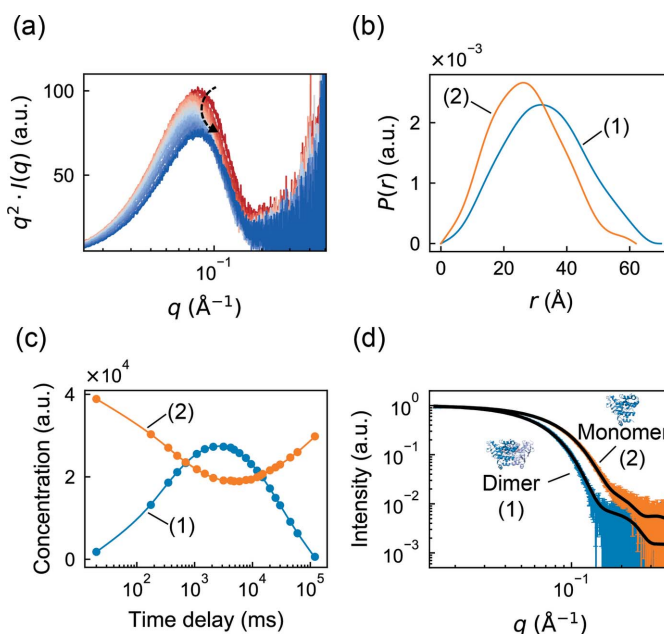 (a)
100
50
q² · I(q) (a.u.)
10⁻¹
q (Å⁻¹)
(b)
×10⁻³
2
1
0
P(r) (a.u.)
(2)
(1)
0 20 40 60
r (Å)
(c)
×10⁴
4
2
0
Concentration (a.u.)
(2)
(1)
10² 10³ 10⁴ 10⁵
Time delay (ms)
(d)
10⁰
10⁻¹
10⁻²
10⁻³
Intensity (a.u.)
Monomer
(2)
Dimer
(1)
10⁻¹
q (Å⁻¹)